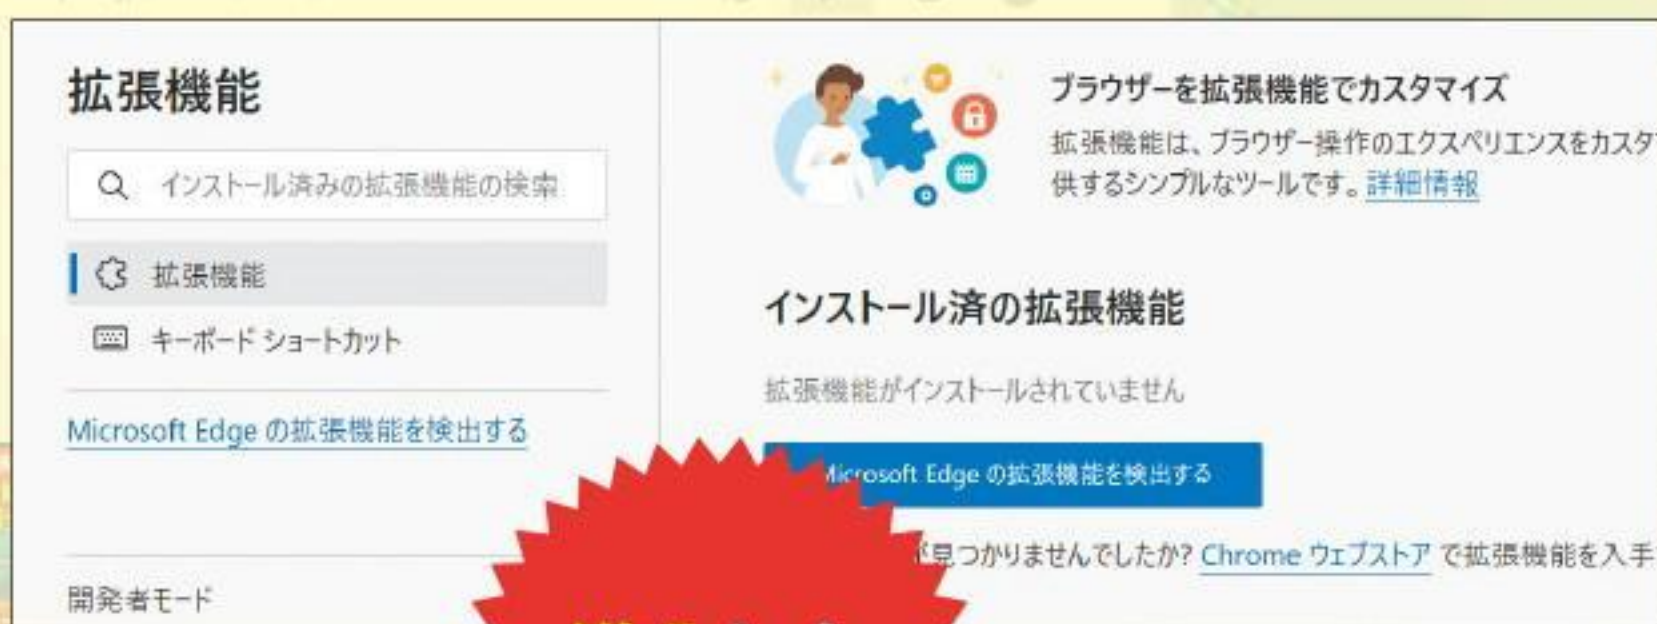 拡張機能
インストール済みの拡張機能の検索
拡張機能
キーボード ショートカット
Microsoft Edge の拡張機能を検出する
開発者モード
ブラウザーを拡張機能でカスタマイズ
拡張機能は、ブラウザー操作のエクスペリエンスをカスタ
供するシンプルなツールです。詳細情報
インストール済の拡張機能
拡張機能がインストールされていません
Microsoft Edge の拡張機能を検出する
が見つかりませんでしたか? Chrome ウェブストア で拡張機能を入手